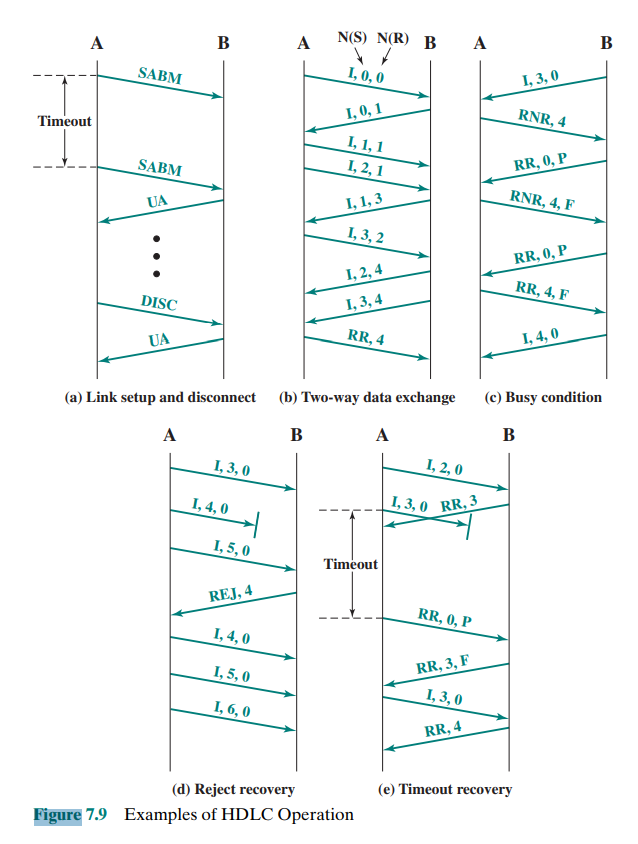 A B A N(S) N(R) B A B
SABM
Timeout
SABM
UA
DISC
UA
I, 0, 0
I, 0, 1
I, 1, 1
I, 2, 1
I, 1, 3
I, 3, 2
I, 2, 4
I, 3, 4
RR, 4
I, 3, 0
RNR, 4
RR, 0, P
RNR, 4, F
RR, 0, P
RR, 4, F
I, 4, 0
(a) Link setup and disconnect (b) Two-way data exchange (c) Busy condition
A B A B
I, 3, 0
I, 4, 0
I, 5, 0
REJ, 4
I, 4, 0
I, 5, 0
I, 6, 0
I, 2, 0
I, 3, 0 RR, 3
Timeout
RR, 0, P
RR, 3, F
I, 3, 0
RR, 4
(d) Reject recovery (e) Timeout recovery
Figure 7.9 Examples of HDLC Operation